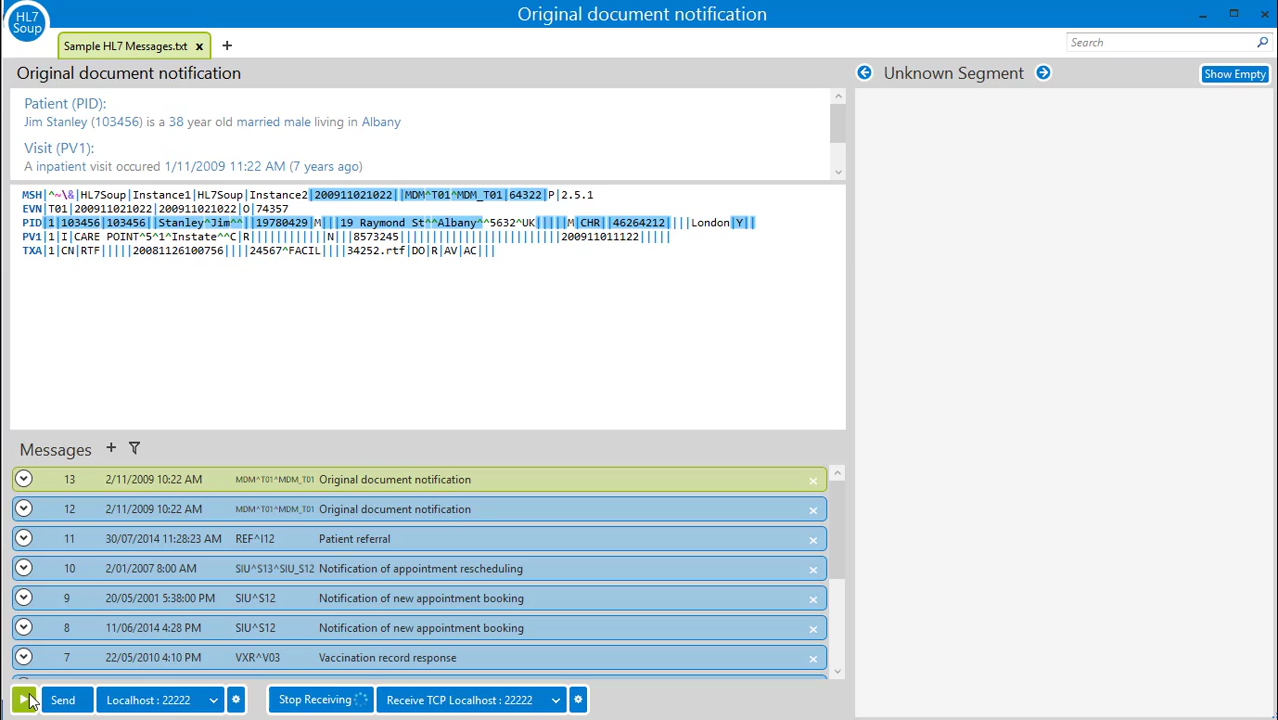 HL7
Soup
Original document notification
Sample HL7 Messages.txt × +
Search
Original document notification
Unknown Segment
Show Empty
Patient (PID):
Jim Stanley (103456) is a 38 year old married male living in Albany
Visit (PV1):
A inpatient visit occured 1/11/2009 11:22 AM (7 years ago)
MSH|^~\&|HL7Soup|Instance1|HL7Soup|Instance2|200911021022||MDM^T01^MDM_T01|64322|P|2.5.1
EVN|T01|200911021022|200911021022|O|74357
PID|1|103456|103456||Stanley^Jim^^||19780429|M|||19 Raymond St^^Albany^^5632^UK|||||M|CHR||46264212||||London|Y||
PV1|1|I|CARE POINT^5^1^Instate^^C|R||||||||||||N|||8573245||||||||||||||||||||||||||200911011122|||||
TXA|1|CN|RTF|||||20081126100756||||24567^FACIL||||34252.rtf|DO|R|AV|AC|||
Messages +
13 2/11/2009 10:22 AM MDM^T01^MDM_T01 Original document notification ×
12 2/11/2009 10:22 AM MDM^T01^MDM_T01 Original document notification ×
11 30/07/2014 11:28:23 AM REF^I12 Patient referral ×
10 2/01/2007 8:00 AM SIU^S13^SIU_S12 Notification of appointment rescheduling ×
9 20/05/2001 5:38:00 PM SIU^S12 Notification of new appointment booking ×
8 11/06/2014 4:28 PM SIU^S12 Notification of new appointment booking ×
7 22/05/2010 4:10 PM VXR^V03 Vaccination record response ×
Send
Localhost : 22222
Stop Receiving
Receive TCP Localhost : 22222